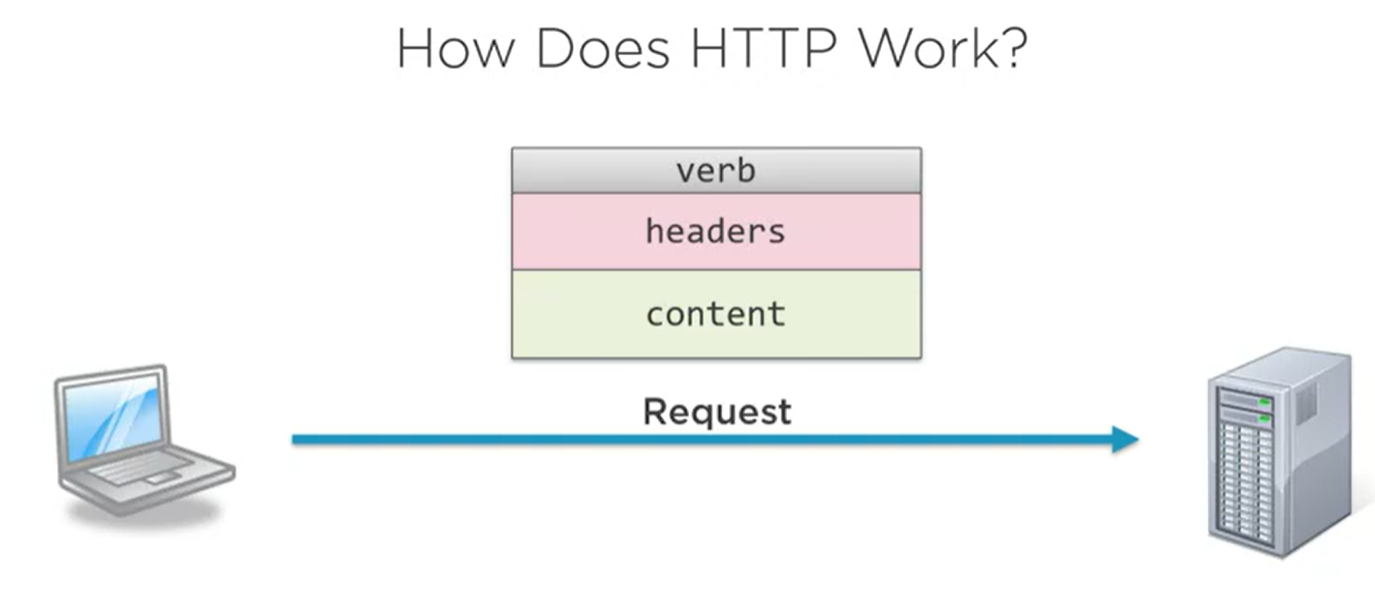 How Does HTTP Work?
verb
headers
content
Request